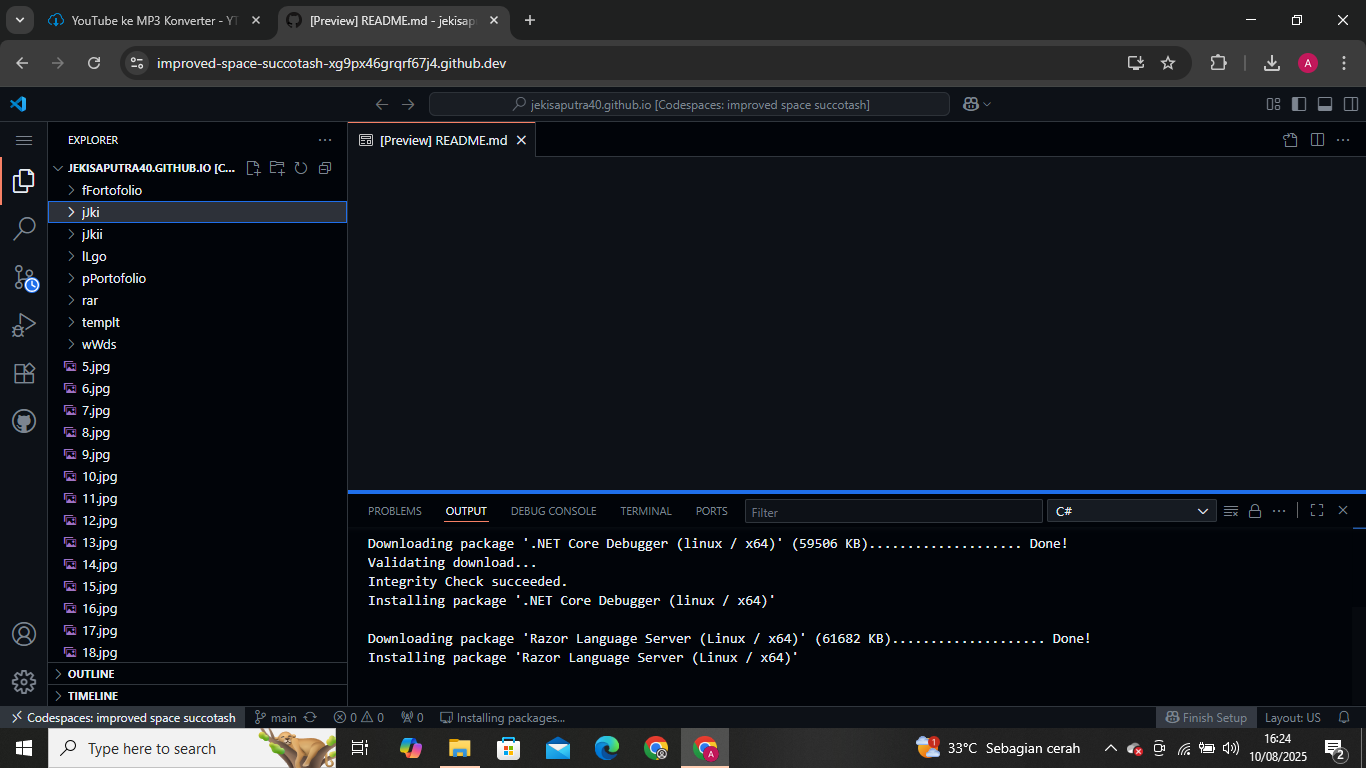 YouTube ke MP3 Konverter - YT
[Preview] README.md - jekisap
improved-space-succotash-xg9px46grqrf67j4.github.dev
A
jekisaputra40.github.io [Codespaces: improved space succotash]
EXPLORER
[Preview] README.md
JEKISAPUTRA40.GITHUB.IO [C...
fFortofolio
jJki
jJkii
lLgo
pPortofolio
rar
templt
wWds
5.jpg
6.jpg
7.jpg
8.jpg
9.jpg
10.jpg
11.jpg
12.jpg
13.jpg
14.jpg
15.jpg
16.jpg
17.jpg
18.jpg
OUTLINE
TIMELINE
PROBLEMS OUTPUT DEBUG CONSOLE TERMINAL PORTS Filter C#
Downloading package '.NET Core Debugger (linux / x64)' (59506 KB).................... Done!
Validating download...
Integrity Check succeeded.
Installing package '.NET Core Debugger (linux / x64)'
Downloading package 'Razor Language Server (Linux / x64)' (61682 KB).................... Done!
Installing package 'Razor Language Server (Linux / x64)'
Codespaces: improved space succotash main 0 0 0 Installing packages... Finish Setup Layout: US
Type here to search
A
1
33°C Sebagian cerah
16:24
10/08/2025
2